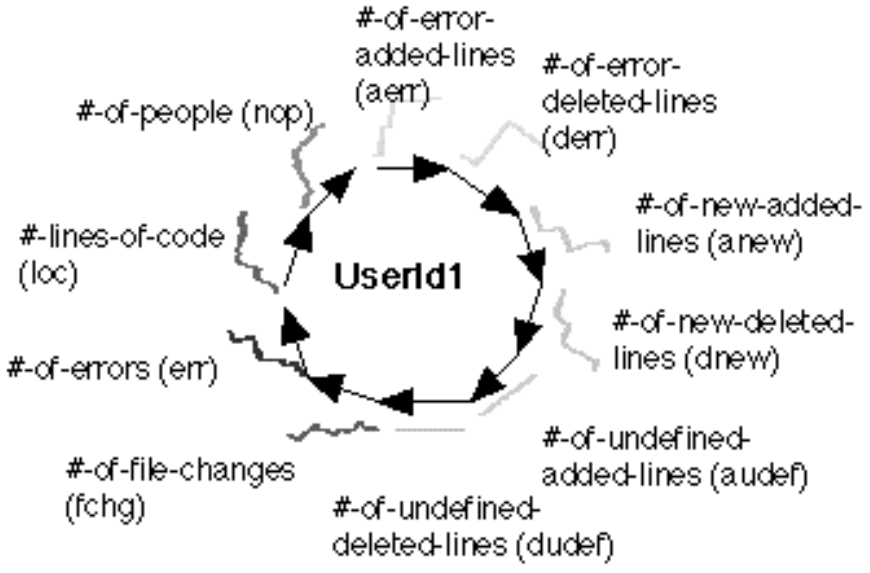 #-of-error-
added-lines
(aerr)
#-of-error-
deleted-lines
(derr)
#-of-people (nop)
#-of-new-added-
lines (anew)
#-lines-of-code
(loc)
UserId1
#-of-new-deleted-
lines (dnew)
#-of-errors (err)
#-of-undefined-
added-lines (audef)
#-of-file-changes
(fchg)
#-of-undefined-
deleted-lines (dudef)